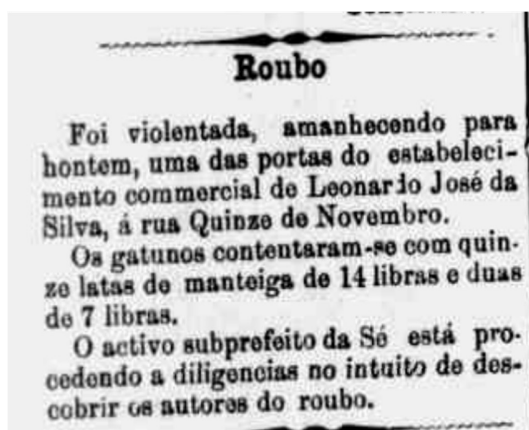 Roubo
Foi violentada, amanhecendo para
hontem, uma das portas do estabeleci-
mento commercial de Leonardo José da
Silva, á rua Quinze de Novembro.
Os gatunos contentaram-se com quin-
ze latas de manteiga de 14 libras e duas
de 7 libras.
O activo subprefeito da Sé está pro-
cedendo a diligencias no intuito de des-
cobrir os autores do roubo.